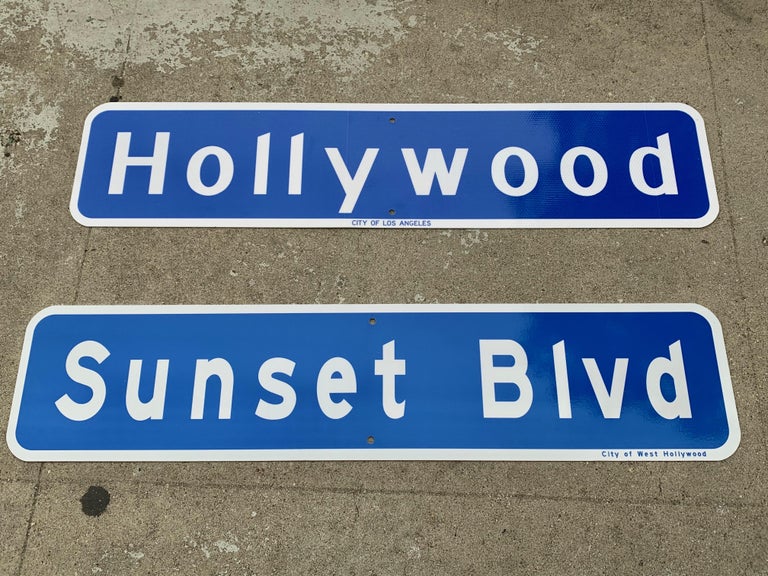 Hollywood
CITY OF LOS ANGELES
Sunset Blvd
City of West Hollywood